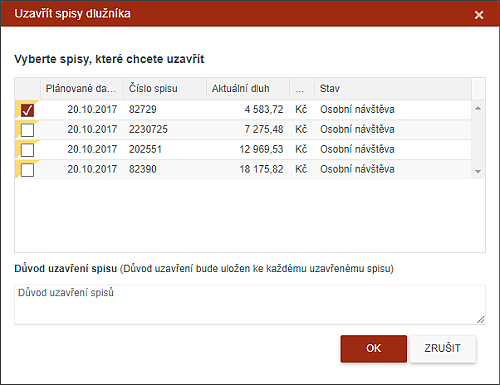 Uzavřít spisy dlužníka
Vyberte spisy, které chcete uzavřít
Plánované da... Číslo spisu Aktuální dluh ... Stav
20.10.2017 82729 4 583,72 Kč Osobní návštěva
20.10.2017 2230725 7 275,48 Kč Osobní návštěva
20.10.2017 202551 12 969,53 Kč Osobní návštěva
20.10.2017 82390 18 175,82 Kč Osobní návštěva
Důvod uzavření spisu (Důvod uzavření bude uložen ke každému uzavřenému spisu)
Důvod uzavření spisů
OK ZRUŠIT